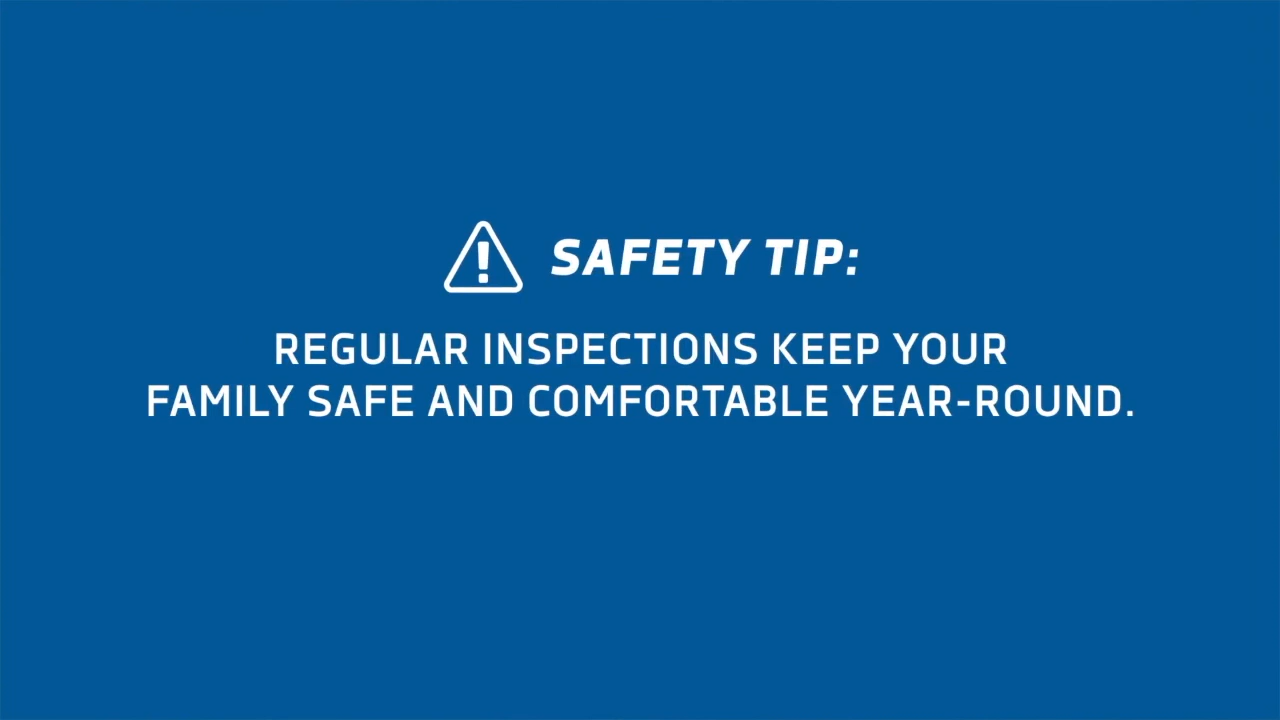 SAFETY TIP:
REGULAR INSPECTIONS KEEP YOUR
FAMILY SAFE AND COMFORTABLE YEAR-ROUND.